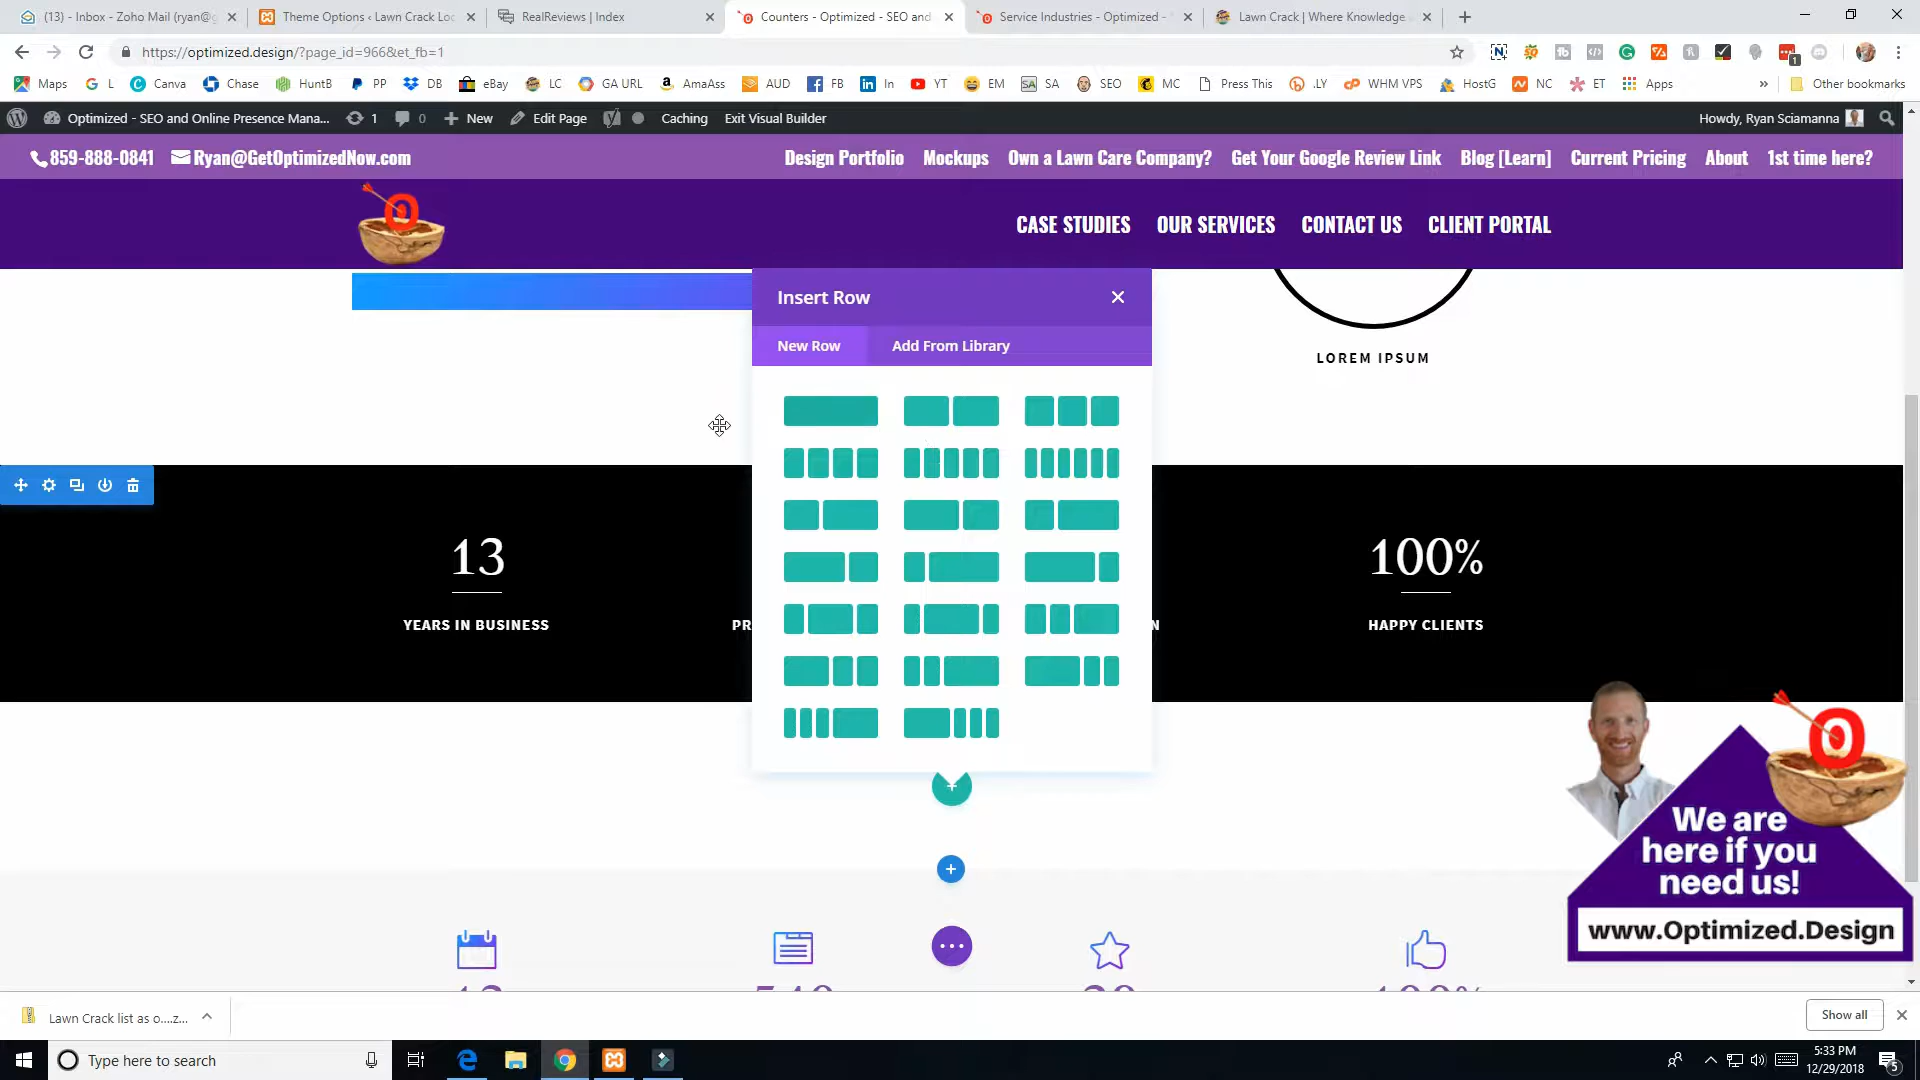 (13) - Inbox - Zoho Mail (ryan@g
Theme Options ‹ Lawn Crack Loc
RealReviews | Index
Counters - Optimized - SEO and
Service Industries - Optimized -
Lawn Crack | Where Knowledge
https://optimized.design/?page_id=966&et_fb=1
Maps
G L
Canva
Chase
HuntB
PP
DB
eBay
LC
GA URL
AmaAss
AUD
FB
In
YT
EM
SA
SEO
MC
Press This
.LY
WHM VPS
HostG
NC
ET
Apps
»
Other bookmarks
Optimized - SEO and Online Presence Mana...
1
0
New
Edit Page
Caching
Exit Visual Builder
Howdy, Ryan Sciamanna
859-888-0841
Ryan@GetOptimizedNow.com
Design Portfolio
Mockups
Own a Lawn Care Company?
Get Your Google Review Link
Blog [Learn]
Current Pricing
About
1st time here?
CASE STUDIES
OUR SERVICES
CONTACT US
CLIENT PORTAL
Insert Row
New Row
Add From Library
LOREM IPSUM
13
YEARS IN BUSINESS
PR
N
100%
HAPPY CLIENTS
We are
here if you
need us!
www.Optimized.Design
Lawn Crack list as o....z...
Show all
Type here to search
5:33 PM
12/29/2018
5